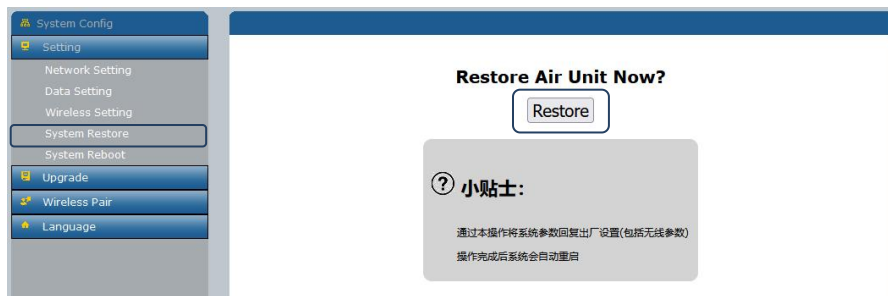 System Config
Setting
Network Setting
Data Setting
Wireless Setting
System Restore
System Reboot
Upgrade
Wireless Pair
Language
Restore Air Unit Now?
Restore
? 小贴士:
通过本操作将系统参数回复出厂设置(包括无线参数)
操作完成后系统会自动重启